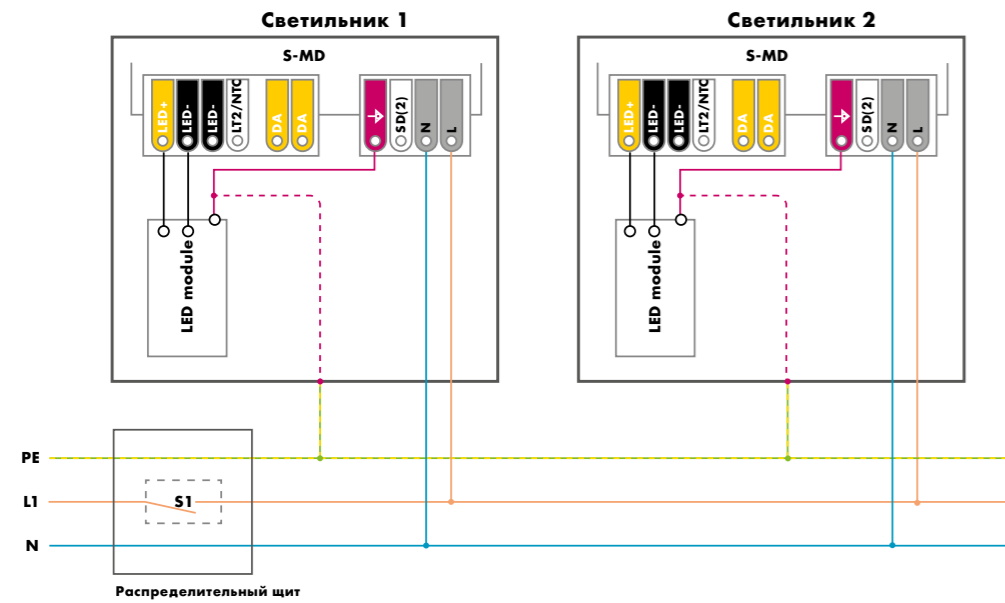 Светильник 1
Светильник 2
S-MD
S-MD
LED+
LED-
LED-
LT2/NTC
DA
DA
SD(2)
N
L
LED+
LED-
LED-
LT2/NTC
DA
DA
SD(2)
N
L
LED module
LED module
PE
L1
S1
N
Распределительный щит